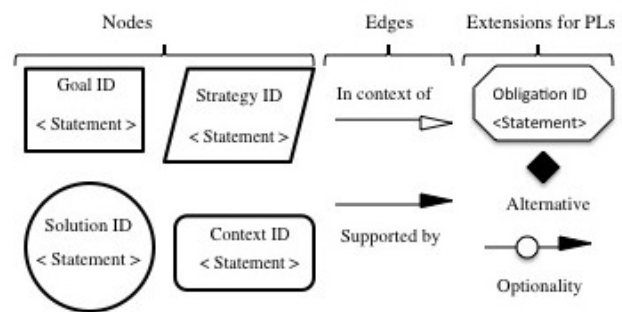 Nodes
Edges
Extensions for PLs
Goal ID
< Statement >
Strategy ID
< Statement >
In context of
Obligation ID
<Statement>
Alternative
Solution ID
< Statement >
Context ID
< Statement >
Supported by
Optionality